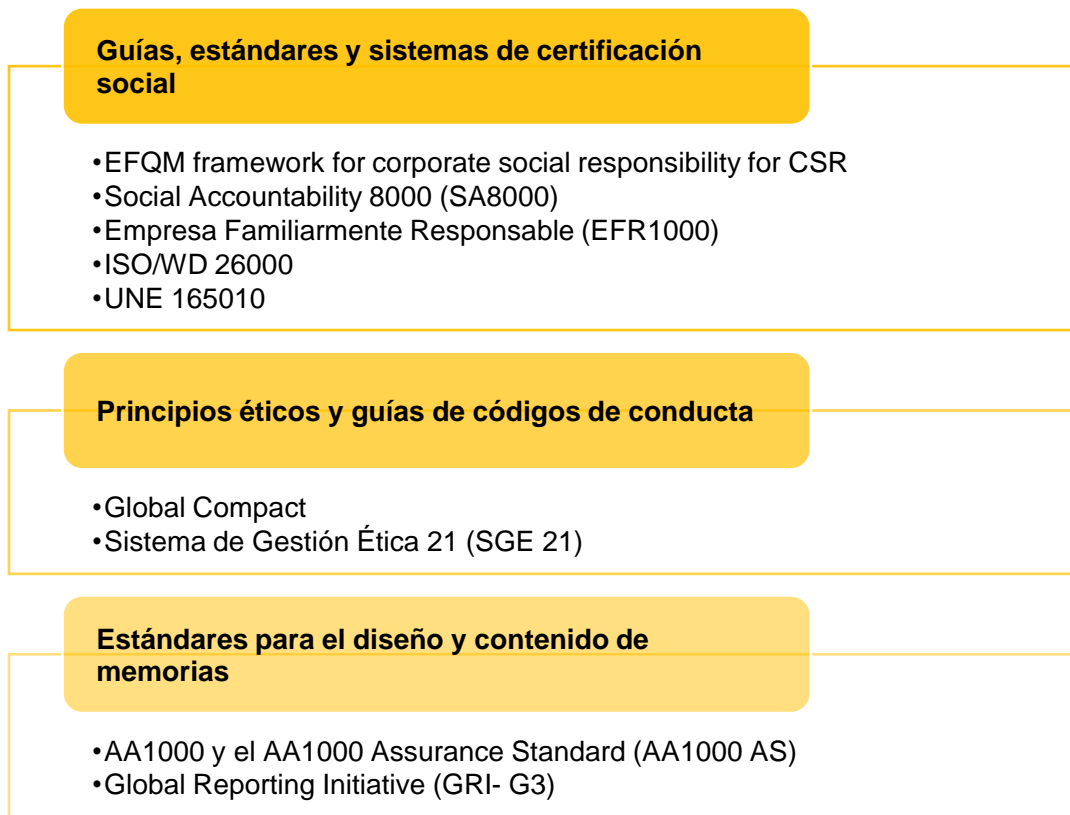 Guías, estándares y sistemas de certificación
social
•EFQM framework for corporate social responsibility for CSR
•Social Accountability 8000 (SA8000)
•Empresa Familiarmente Responsable (EFR1000)
•ISO/WD 26000
•UNE 165010
Principios éticos y guías de códigos de conducta
•Global Compact
•Sistema de Gestión Ética 21 (SGE 21)
Estándares para el diseño y contenido de
memorias
•AA1000 y el AA1000 Assurance Standard (AA1000 AS)
•Global Reporting Initiative (GRI- G3)